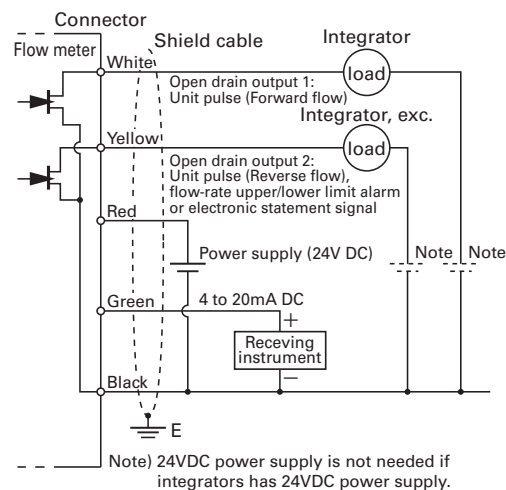 Connector
Flow meter
Shield cable
Integrator
White
load
Open drain output 1:
Unit pulse (Forward flow)
Integrator, exc.
Yellow
load
Open drain output 2:
Unit pulse (Reverse flow),
flow-rate upper/lower limit alarm
or electronic statement signal
Red
Power supply (24V DC)
Note
Note
Green
4 to 20mA DC
+
Receving
instrument
−
Black
E
Note) 24VDC power supply is not needed if
integrators has 24VDC power supply.